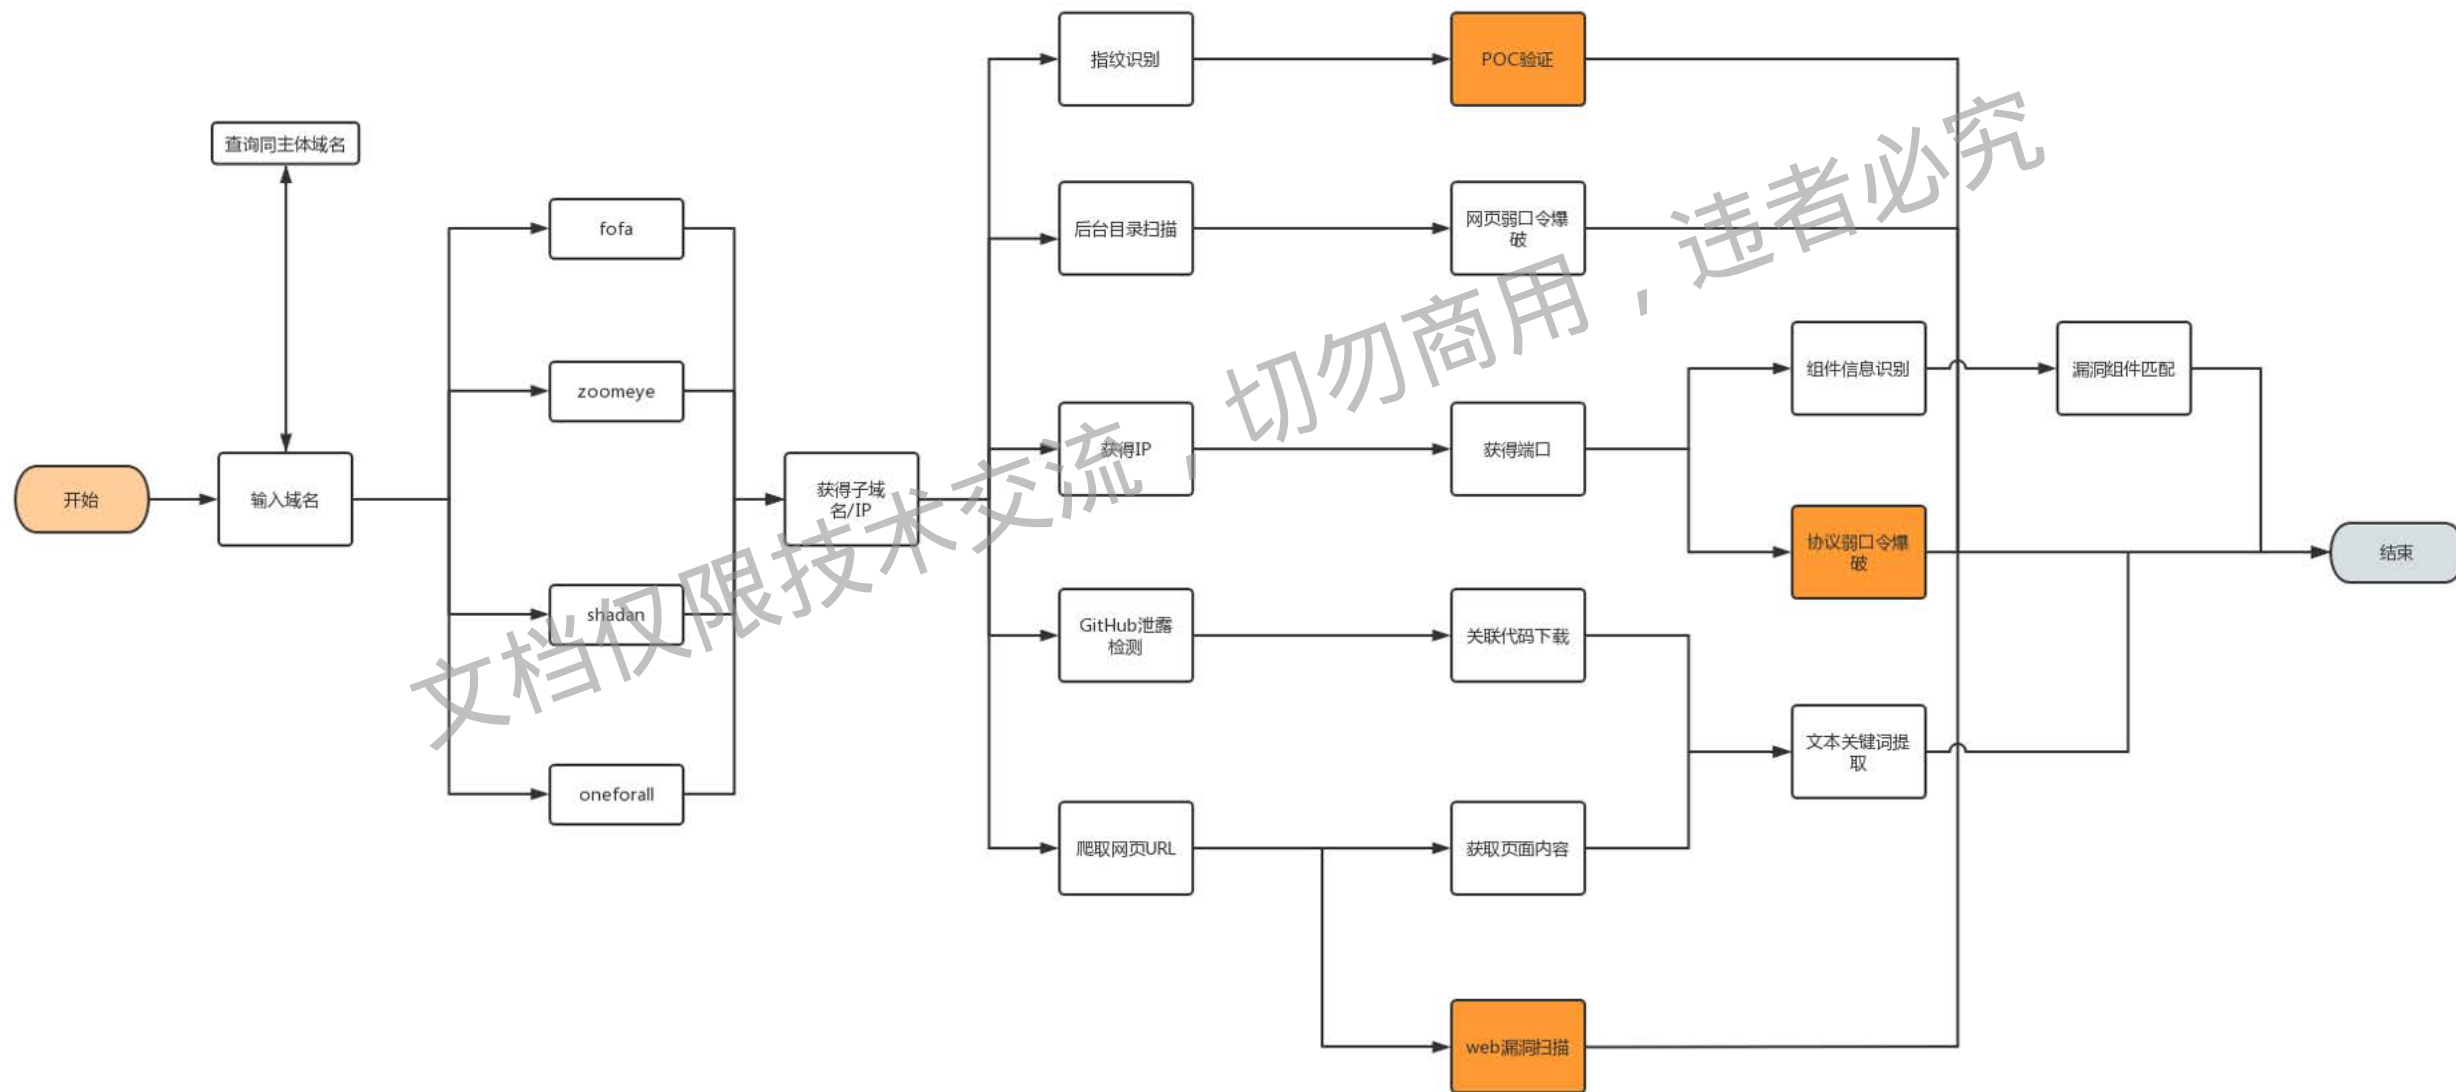 指纹识别
POC验证
查询同主体域名
fofa
后台目录扫描
网页弱口令爆
破
zoomeye
组件信息识别
漏洞组件匹配
开始
输入域名
获得子域
名/IP
获得IP
获得端口
协议弱口令爆
破
结束
shadan
GitHub泄露
检测
关联代码下载
文本关键词提
取
oneforall
爬取网页URL
获取页面内容
web漏洞扫描
文档仅限技术交流，切勿商用，违者必究